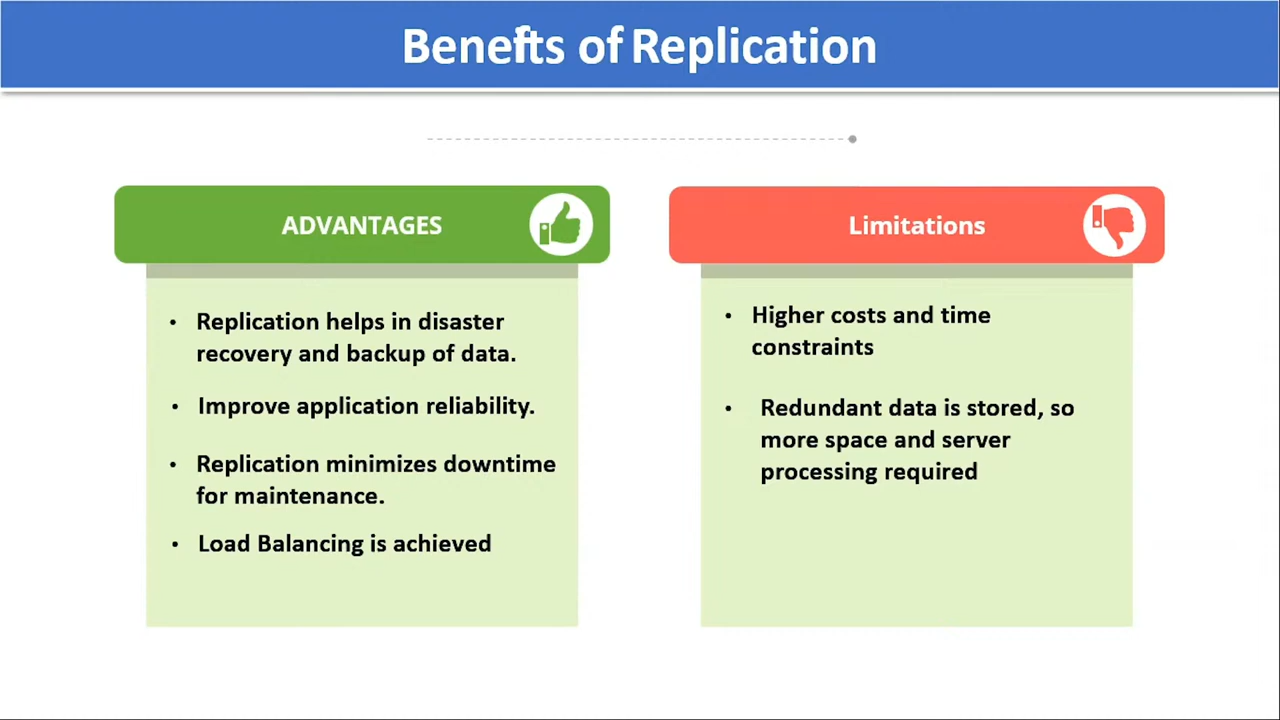 Benefits of Replication
ADVANTAGES
• Replication helps in disaster
recovery and backup of data.
• Improve application reliability.
• Replication minimizes downtime
for maintenance.
• Load Balancing is achieved
Limitations
• Higher costs and time
constraints
• Redundant data is stored, so
more space and server
processing required